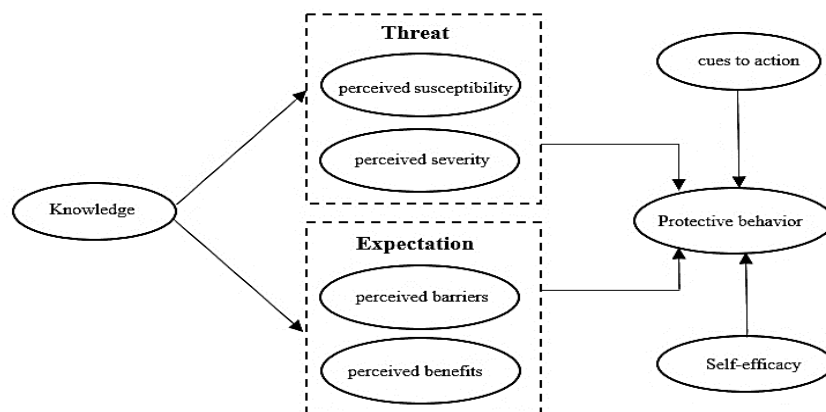 Threat
perceived susceptibility
perceived severity
cues to action
Knowledge
Protective behavior
Expectation
perceived barriers
perceived benefits
Self-efficacy